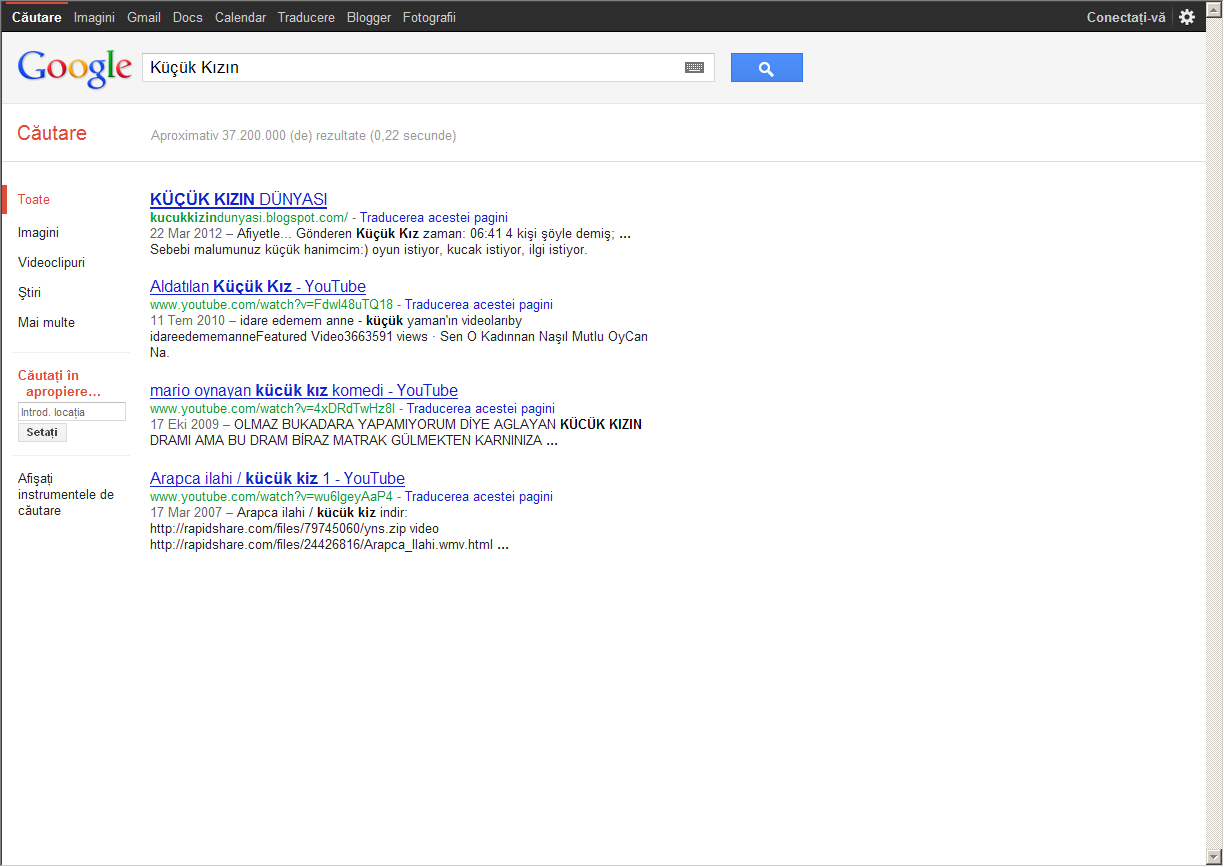 Căutare Imagini Gmail Docs Calendar Traducere Blogger Fotografii Conectaţi-vă
Google Küçük Kızın
Căutare Aproximativ 37.200.000 (de) rezultate (0,22 secunde)
Toate
Imagini
Videoclipuri
Ştiri
Mai multe
Căutaţi în
apropiere...
Introd. locaţia
Setaţi
Afişaţi
instrumentele de
căutare
KÜÇÜK KIZIN DÜNYASI
kucukkizindunyasi.blogspot.com/ - Traducerea acestei pagini
22 Mar 2012 – Afiyetle... Gönderen Küçük Kız zaman: 06:41 4 kişi şöyle demiş; ...
Sebebi malumunuz küçük hanimcim:) oyun istiyor, kucak istiyor, ilgi istiyor.
Aldatılan Küçük Kız - YouTube
www.youtube.com/watch?v=Fdwl48uTQ18 - Traducerea acestei pagini
11 Tem 2010 – idare edemem anne - küçük yaman'ın videolarıby
idareedememanneFeatured Video3663591 views · Sen O Kadınnan Naşıl Mutlu OyCan
Na.
mario oynayan küçük kız komedi - YouTube
www.youtube.com/watch?v=4xDRdTwHz8I - Traducerea acestei pagini
17 Eki 2009 – OLMAZ BUKADARA YAPAMIYORUM DİYE AGLAYAN KÜCÜK KIZIN
DRAMI AMA BU DRAM BİRAZ MATRAK GÜLMEKTEN KARNINIZA ...
Arapca ilahi / kücük kiz 1 - YouTube
www.youtube.com/watch?v=wu6lgeyAaP4 - Traducerea acestei pagini
17 Mar 2007 – Arapca ilahi / kücük kiz indir:
http://rapidshare.com/files/79745060/yns.zip video
http://rapidshare.com/files/24426816/Arapca_Ilahi.wmv.html ...